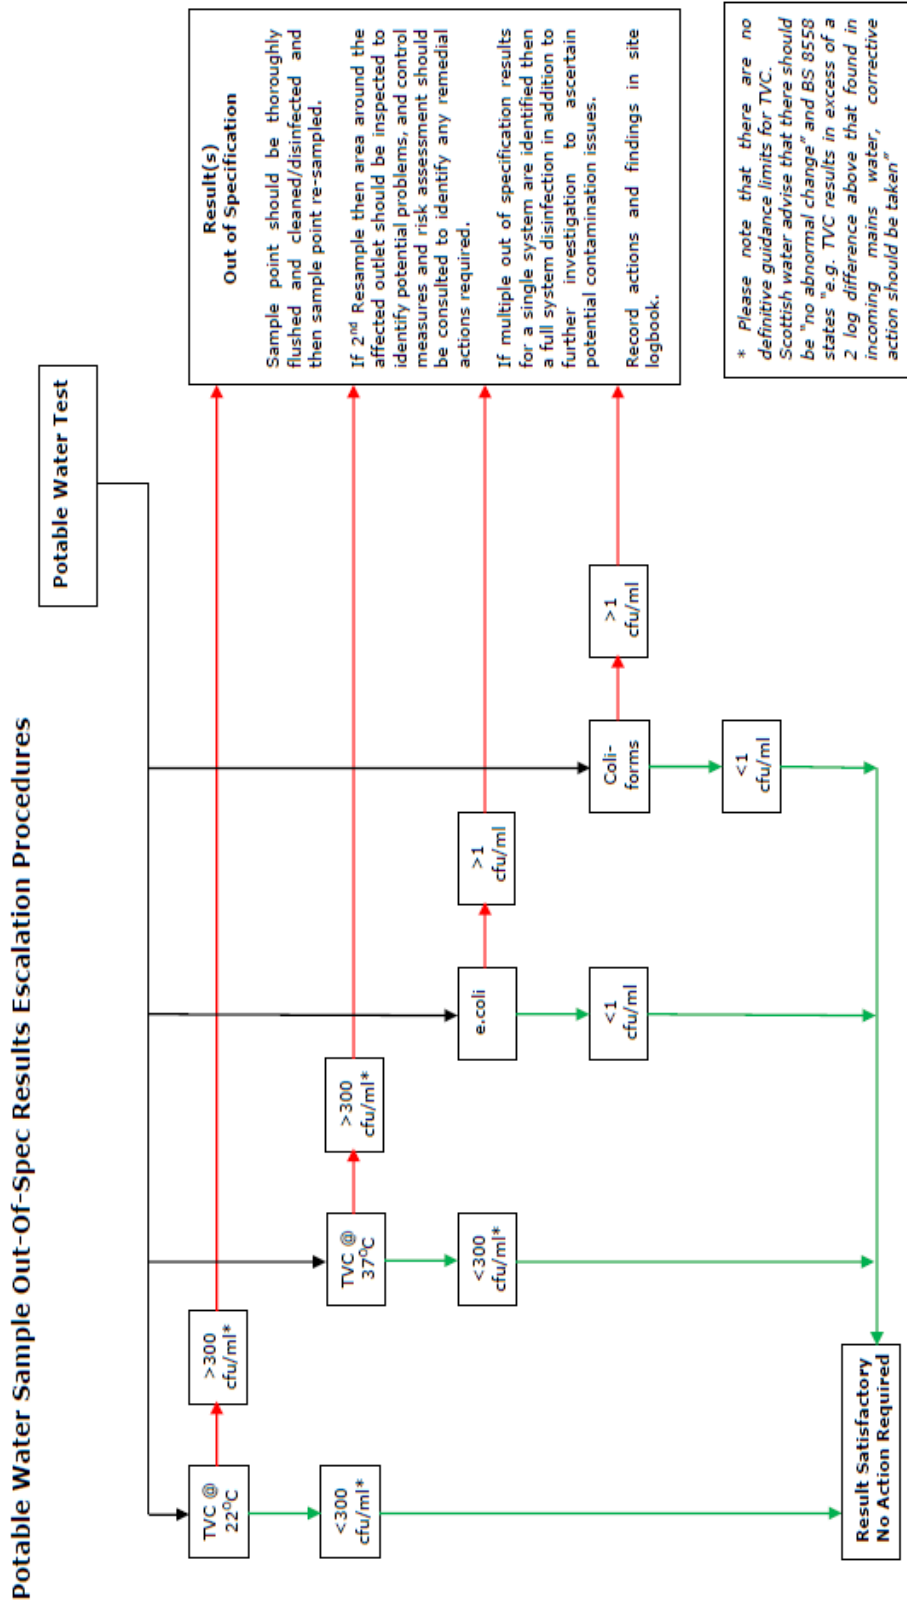 Potable Water Sample Out-Of-Spec Results Escalation Procedures
Potable Water Test
TVC @
22⁰C
>300
cfu/ml*
<300
cfu/ml*
TVC @
37⁰C
>300
cfu/ml*
<300
cfu/ml*
e.coli
>1
cfu/ml
<1
cfu/ml
Coli-
forms
>1
cfu/ml
<1
cfu/ml
Result Satisfactory
No Action Required
Result(s)
Out of Specification
Sample point should be thoroughly
flushed and cleaned/disinfected and
then sample point re-sampled.
If 2nd Resample then area around the
affected outlet should be inspected to
identify potential problems, and control
measures and risk assessment should
be consulted to identify any remedial
actions required.
If multiple out of specification results
for a single system are identified then
a full system disinfection in addition to
further investigation to ascertain
potential contamination issues.
Record actions and findings in site
logbook.
* Please note that there are no
definitive guidance limits for TVC.
Scottish water advise that there should
be "no abnormal change" and BS 8558
states "e.g. TVC results in excess of a
2 log difference above that found in
incoming mains water, corrective
action should be taken"